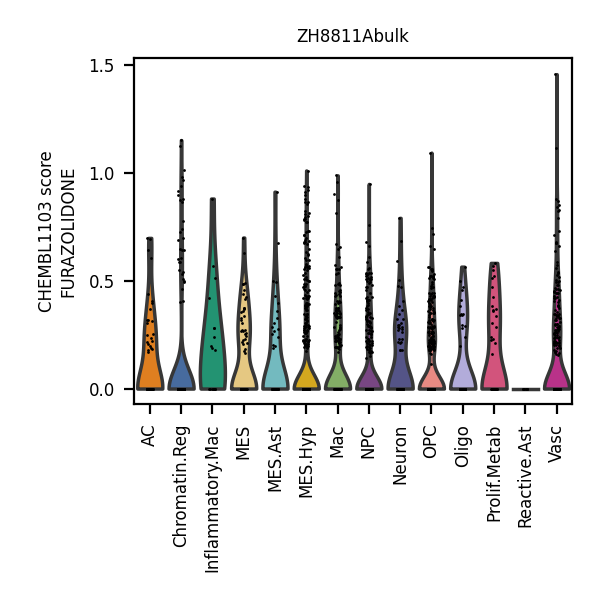 ZH8811Abulk
CHEMBL1103 score
FURAZOLIDONE
1.5
1.0
0.5
0.0
AC
Chromatin.Reg
Inflammatory.Mac
MES
MES.Ast
MES.Hyp
Mac
NPC
Neuron
OPC
Oligo
Prolif.Metab
Reactive.Ast
Vasc